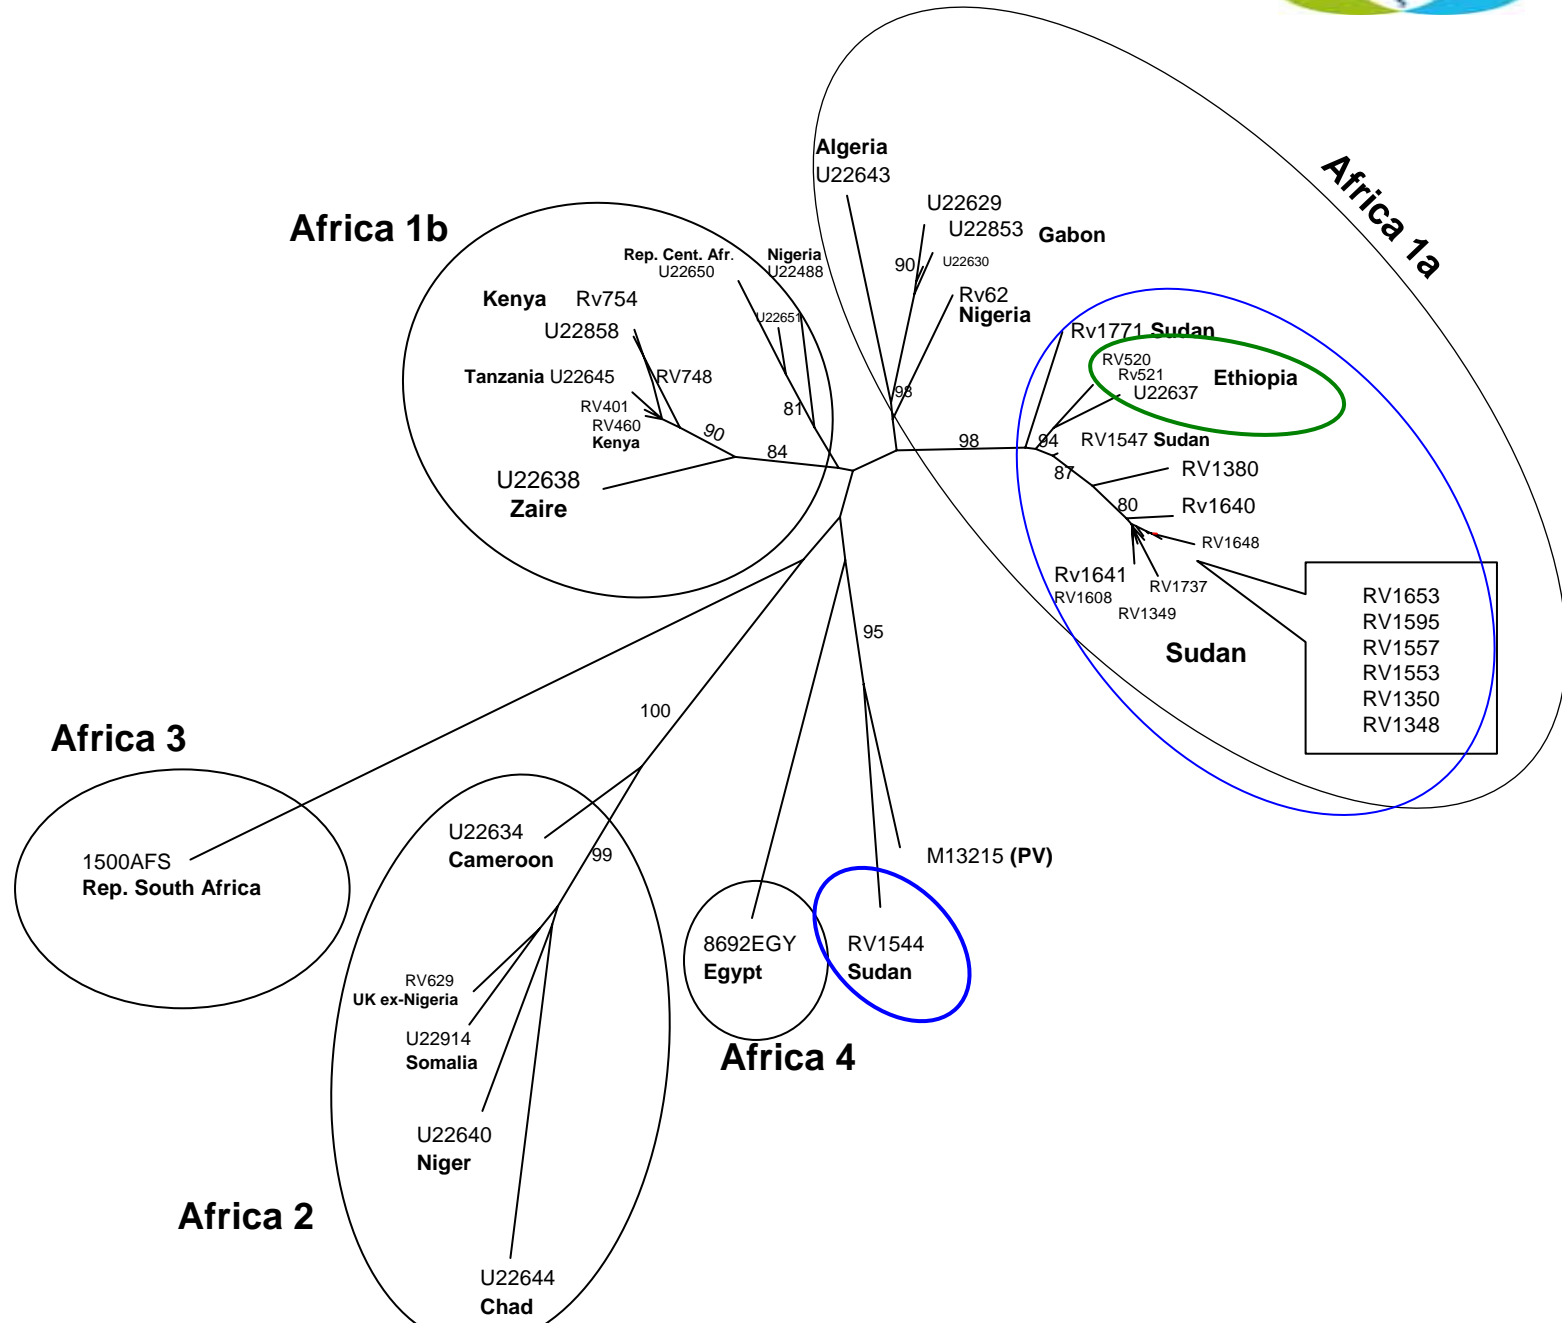 Africa 1a
Algeria
U22643
U22629
U22853 Gabon
90
U22630
Rv62
Nigeria
98
Africa 1b
Rep. Cent. Afr.
U22650
Nigeria
U22488
U22651
Kenya Rv754
U22858
Tanzania U22645
RV748
RV401
RV460
Kenya
90
81
84
U22638
Zaire
Rv1771 Sudan
RV520
Rv521
U22637
Ethiopia
98
94
RV1547 Sudan
87
RV1380
80
Rv1640
RV1648
Rv1641
RV1608
RV1737
RV1349
Sudan
RV1653
RV1595
RV1557
RV1553
RV1350
RV1348
95
100
Africa 3
1500AFS
Rep. South Africa
U22634
Cameroon
99
M13215 (PV)
8692EGY
Egypt
RV1544
Sudan
Africa 4
RV629
UK ex-Nigeria
U22914
Somalia
U22640
Niger
Africa 2
U22644
Chad